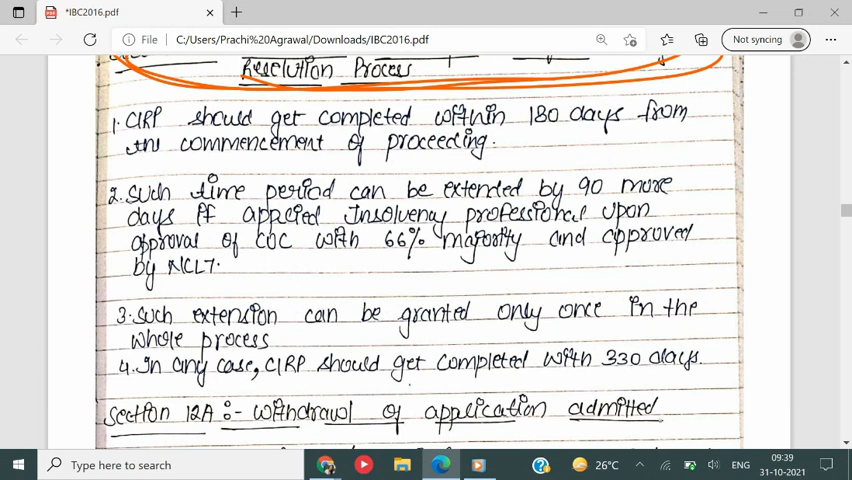 *IBC2016.pdf
File
C:/Users/Prachi%20Agrawal/Downloads/IBC2016.pdf
Not syncing
Resolution Process
1. CIRP should get completed within 180 days from
the commencement of proceeding.
2. Such time period can be extended by 90 more
days if applied Insolvency professional upon
approval of COC with 66% majority and approved
by NCLT.
3. Such extension can be granted only once in the
whole process
4. In any case, CIRP should get completed with 330 days.
Section 12A :- withdrawl of application admitted
Type here to search
26°C
ENG
09:39
31-10-2021